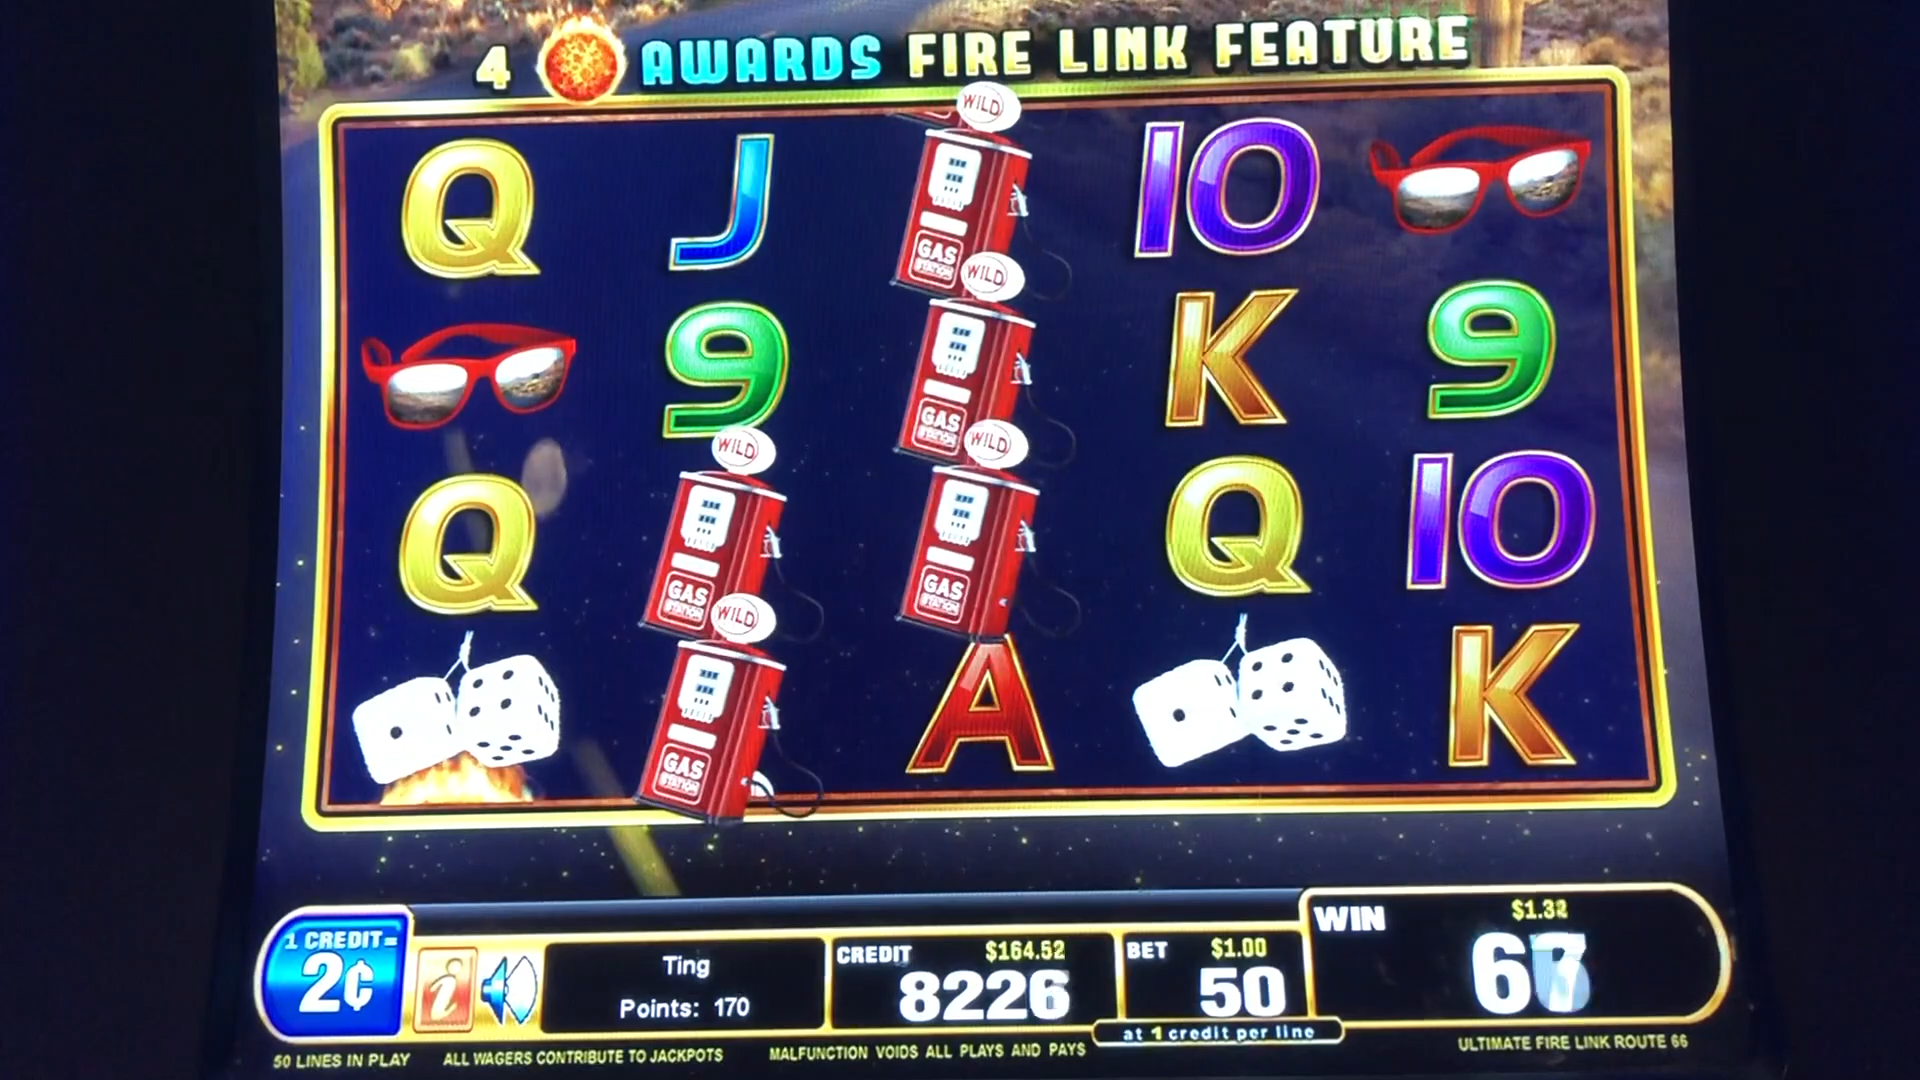 4 AWARDS FIRE LINK FEATURE
Q J WILD GAS STATION 10
9 WILD GAS STATION K 9
Q WILD GAS STATION WILD GAS STATION Q 10
WILD GAS STATION A K
1 CREDIT= 2¢
i
Ting
Points: 170
CREDIT $164.52
8226
BET $1.00
50
at 1 credit per line
WIN
50 LINES IN PLAY
ALL WAGERS CONTRIBUTE TO JACKPOTS
MALFUNCTION VOIDS ALL PLAYS AND PAYS
ULTIMATE FIRE LINK ROUTE 66